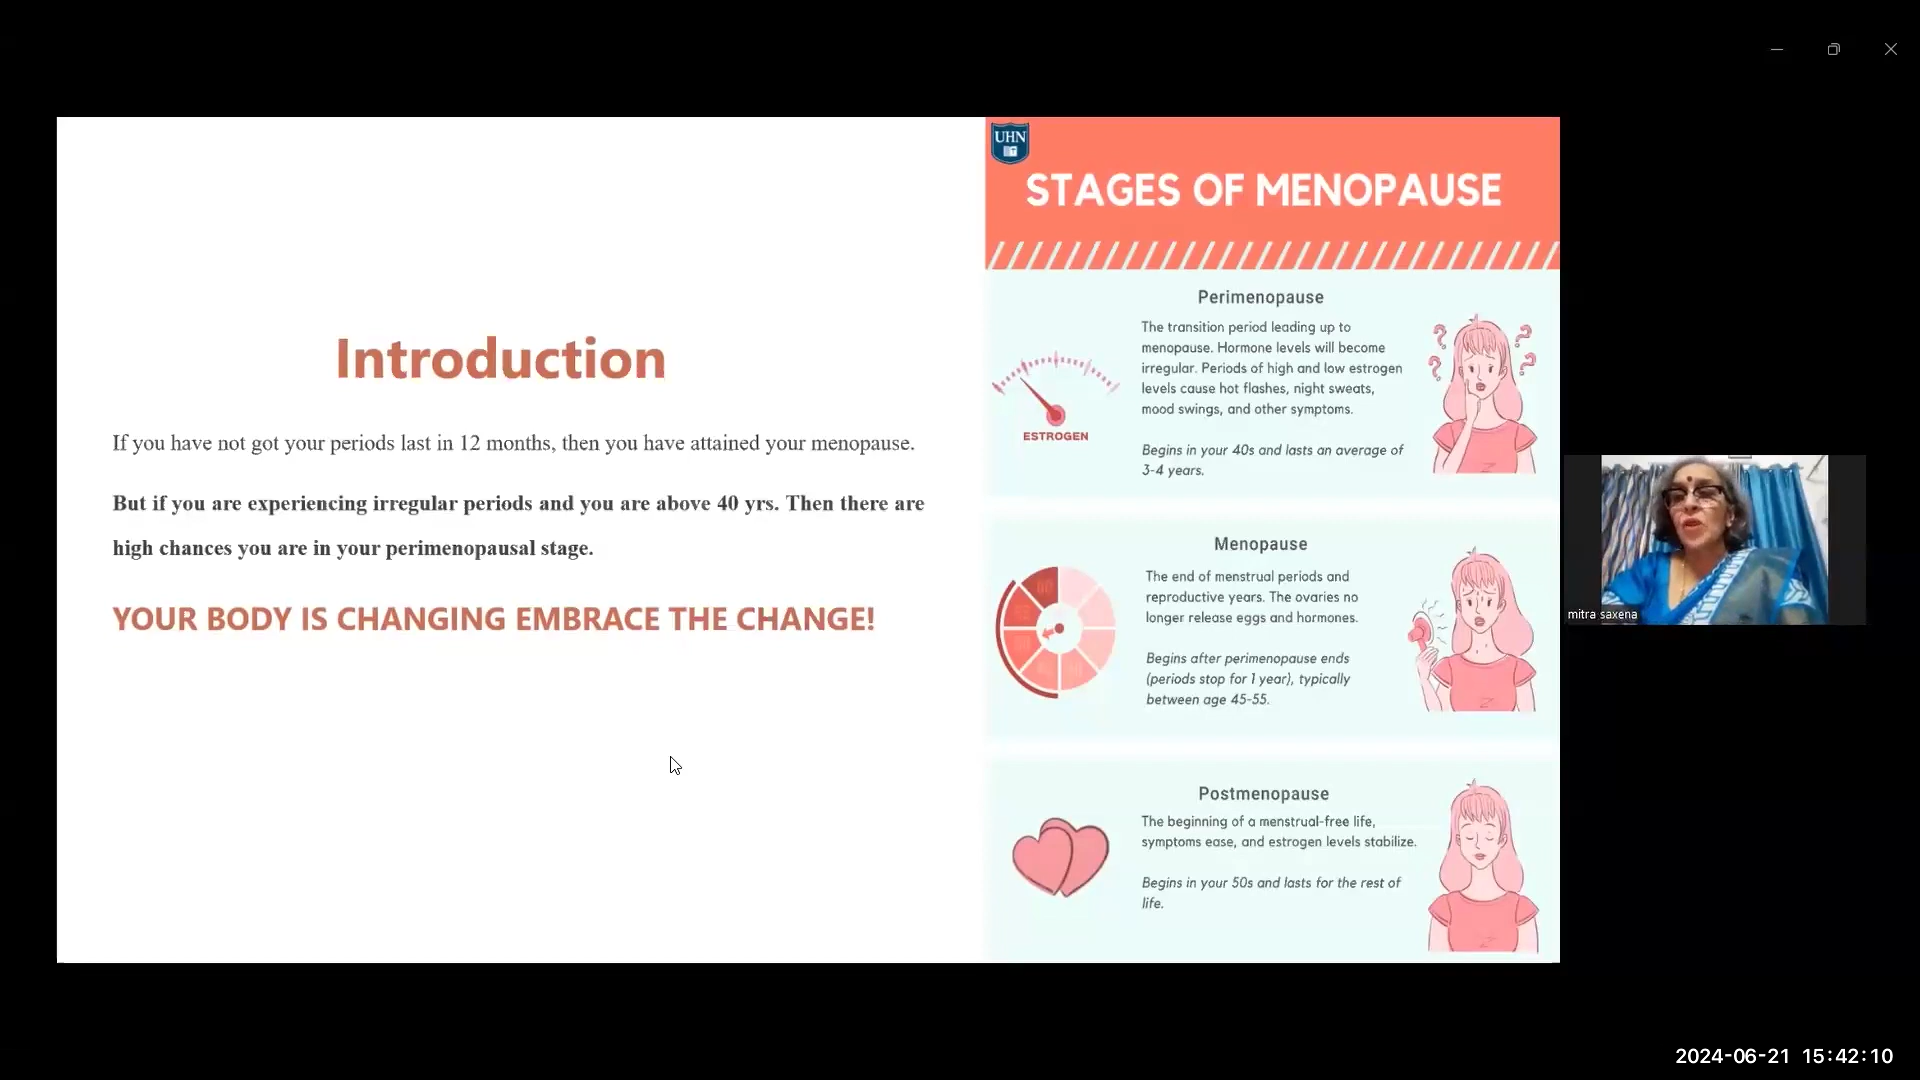 Introduction
If you have not got your periods last in 12 months, then you have attained your menopause.
But if you are experiencing irregular periods and you are above 40 yrs. Then there are
high chances you are in your perimenopausal stage.
YOUR BODY IS CHANGING EMBRACE THE CHANGE!
UHN
STAGES OF MENOPAUSE
Perimenopause
The transition period leading up to
menopause. Hormone levels will become
irregular. Periods of high and low estrogen
levels cause hot flashes, night sweats,
mood swings, and other symptoms.
Begins in your 40s and lasts an average of
3-4 years.
ESTROGEN
Menopause
The end of menstrual periods and
reproductive years. The ovaries no
longer release eggs and hormones.
Begins after perimenopause ends
(periods stop for 1 year), typically
between age 45-55.
Postmenopause
The beginning of a menstrual-free life,
symptoms ease, and estrogen levels stabilize.
Begins in your 50s and lasts for the rest of
life.
mitra saxena
2024-06-21 15:42:10